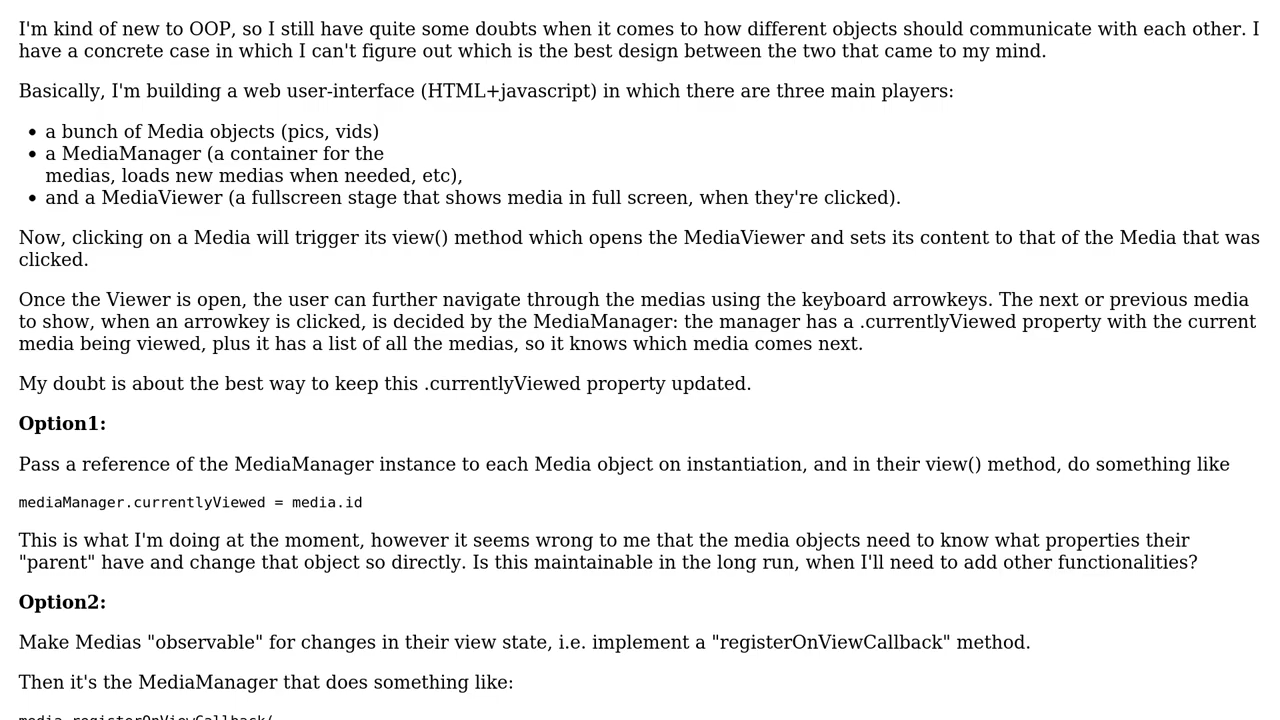 I'm kind of new to OOP, so I still have quite some doubts when it comes to how different objects should communicate with each other. I
have a concrete case in which I can't figure out which is the best design between the two that came to my mind.
Basically, I'm building a web user-interface (HTML+javascript) in which there are three main players:
• a bunch of Media objects (pics, vids)
• a MediaManager (a container for the
medias, loads new medias when needed, etc),
• and a MediaViewer (a fullscreen stage that shows media in full screen, when they're clicked).
Now, clicking on a Media will trigger its view() method which opens the MediaViewer and sets its content to that of the Media that was
clicked.
Once the Viewer is open, the user can further navigate through the medias using the keyboard arrowkeys. The next or previous media
to show, when an arrowkey is clicked, is decided by the MediaManager: the manager has a .currentlyViewed property with the current
media being viewed, plus it has a list of all the medias, so it knows which media comes next.
My doubt is about the best way to keep this .currentlyViewed property updated.
Option1:
Pass a reference of the MediaManager instance to each Media object on instantiation, and in their view() method, do something like
mediaManager.currentlyViewed = media.id
This is what I'm doing at the moment, however it seems wrong to me that the media objects need to know what properties their
"parent" have and change that object so directly. Is this maintainable in the long run, when I'll need to add other functionalities?
Option2:
Make Medias "observable" for changes in their view state, i.e. implement a "registerOnViewCallback" method.
Then it's the MediaManager that does something like:
media.registerOnViewCallback(